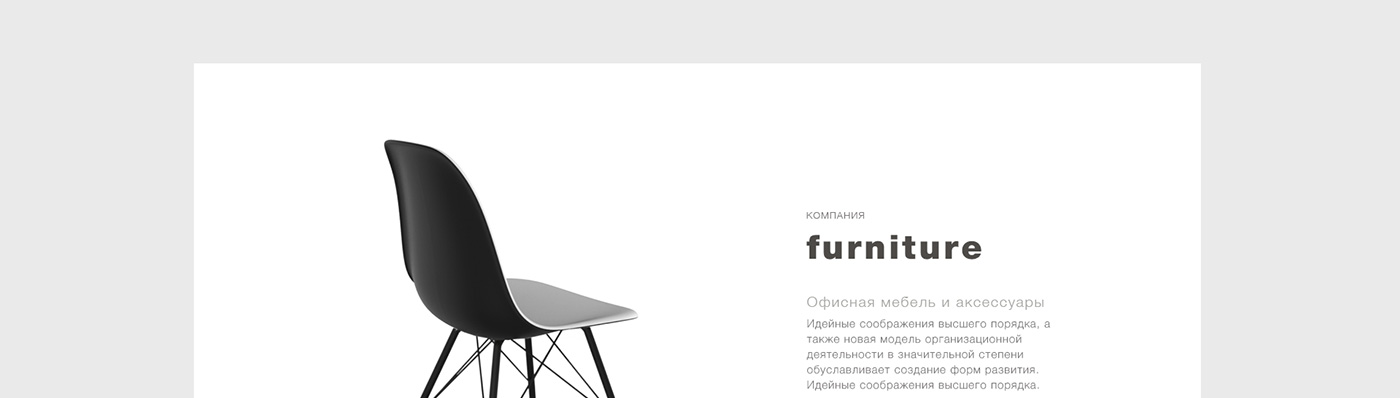 КОМПАНИЯ
furniture
Офисная мебель и аксессуары
Идейные соображения высшего порядка, а
также новая модель организационной
деятельности в значительной степени
обуславливает создание форм развития.
Идейные соображения высшего порядка.